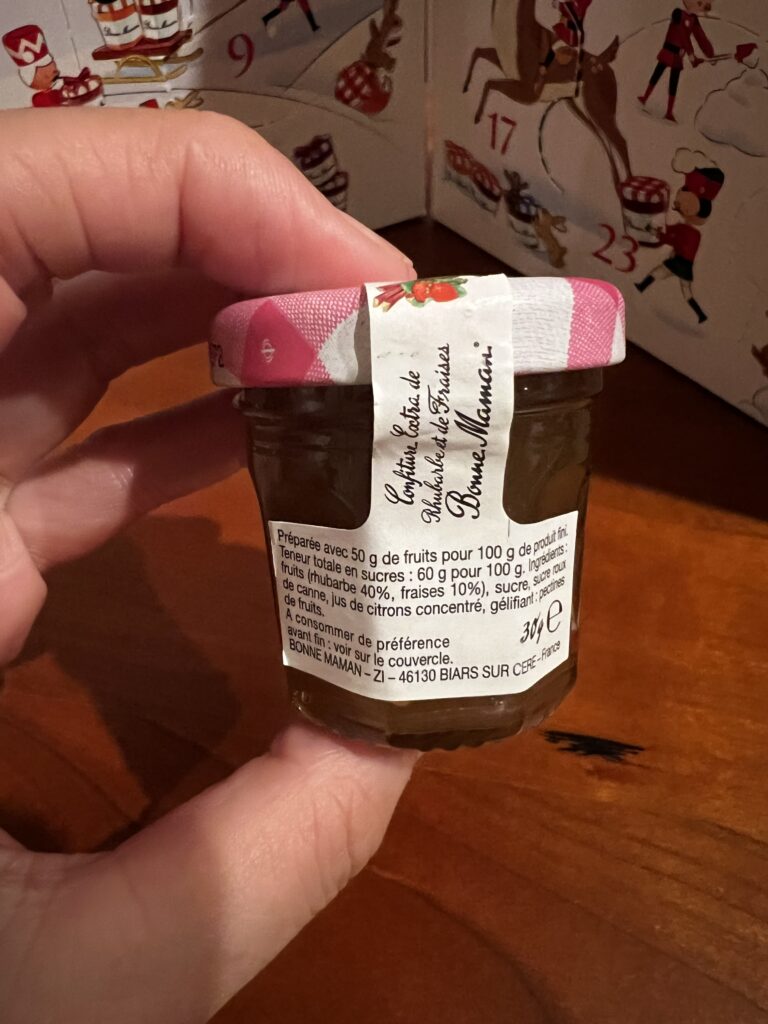 9
17
23
Confiture Extra de
Rhubarbe et de Fraises
Bonne Maman.
Préparée avec 50 g de fruits pour 100 g de produit fini.
Teneur totale en sucres : 60 g pour 100 g. Ingrédients :
fruits (rhubarbe 40%, fraises 10%), sucre, sucre roux
de canne, jus de citrons concentré, gélifiant : pectines
de fruits.
A consommer de préférence
avant fin : voir sur le couvercle.
30g e
BONNE MAMAN – ZI – 46130 BIARS SUR CERE – France